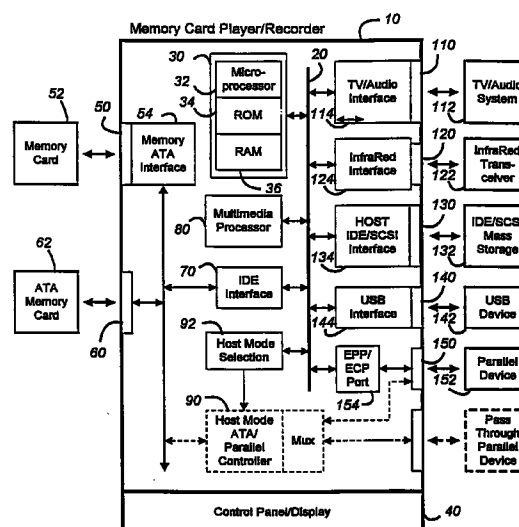 Memory Card Player/Recorder
10
30
32
34
Micro-
processor
ROM
RAM
36
20
110
TV/Audio
Interface
114
TV/Audio
System
112
52
Memory
Card
50
54
Memory
ATA
Interface
120
InfraRed
Interface
124
InfraRed
Trans-
ceiver
122
80
Multimedia
Processor
130
HOST
IDE/SCSI
Interface
134
IDE/SCSI
Mass
Storage
132
62
ATA
Memory
Card
60
70
IDE
Interface
140
USB
Interface
144
USB
Device
142
92
Host Mode
Selection
150
EPP/
ECP
Port
154
Parallel
Device
152
90
Host Mode
ATA/
Parallel
Controller
Mux
Pass
Through
Parallel
Device
Control Panel/Display
40